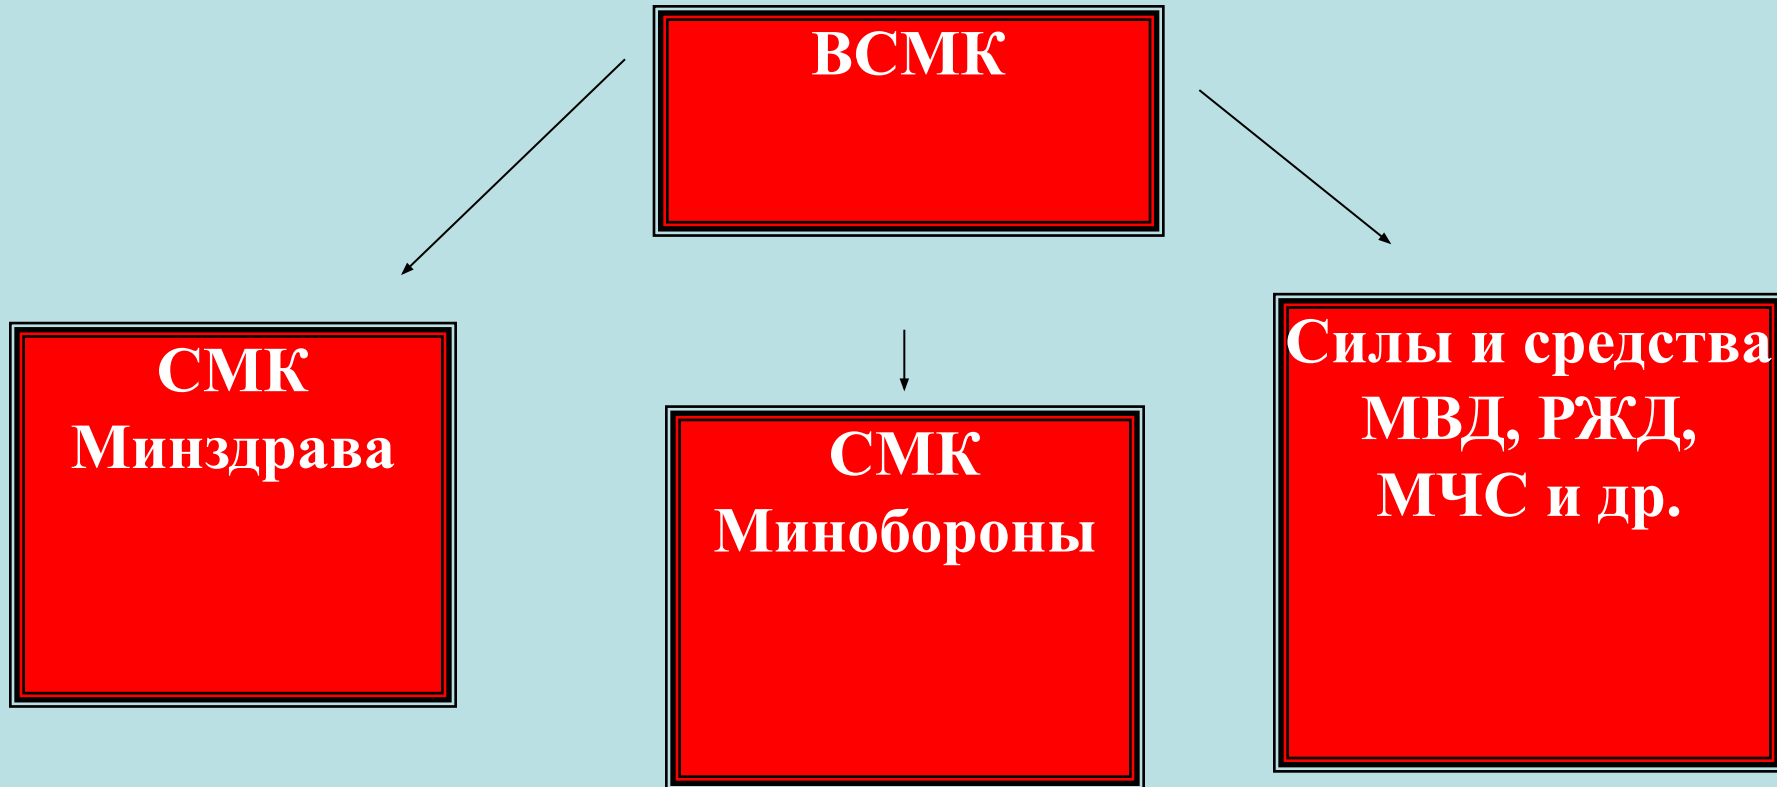 ВСМК
СМК
Минздрава
СМК
Минобороны
Силы и средства
МВД, РЖД,
МЧС и др.